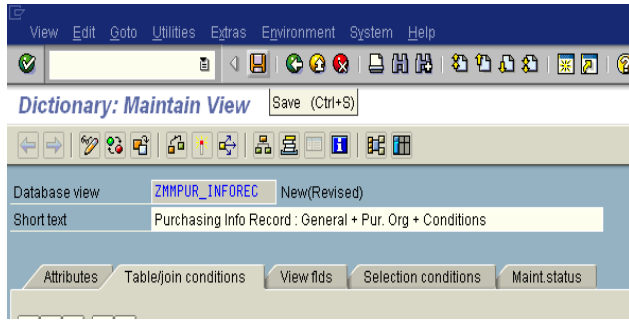 View Edit Goto Utilities Extras Environment System Help
Dictionary: Maintain View
Save (Ctrl+S)
Database view ZMMPUR_INFOREC New(Revised)
Short text Purchasing Info Record : General + Pur. Org + Conditions
Attributes Table/join conditions View flds Selection conditions Maint.status